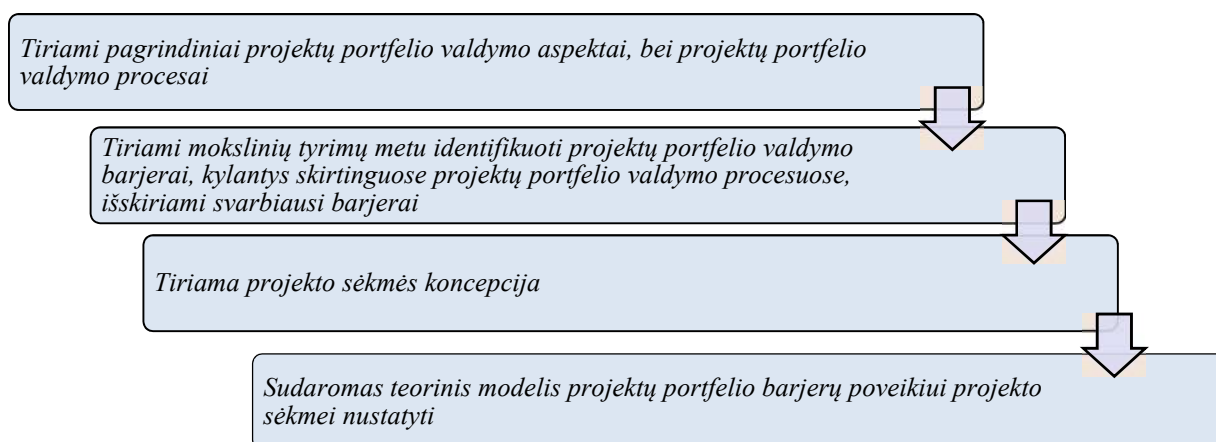 Tiriami pagrindiniai projektų portfelio valdymo aspektai, bei projektų portfelio
valdymo procesai
Tiriami mokslinių tyrimų metu identifikuoti projektų portfelio valdymo
barjerai, kylantys skirtinguose projektų portfelio valdymo procesuose,
išskiriami svarbiausi barjerai
Tiriama projekto sėkmės koncepcija
Sudaromas teorinis modelis projektų portfelio barjerų poveikiui projekto
sėkmei nustatyti